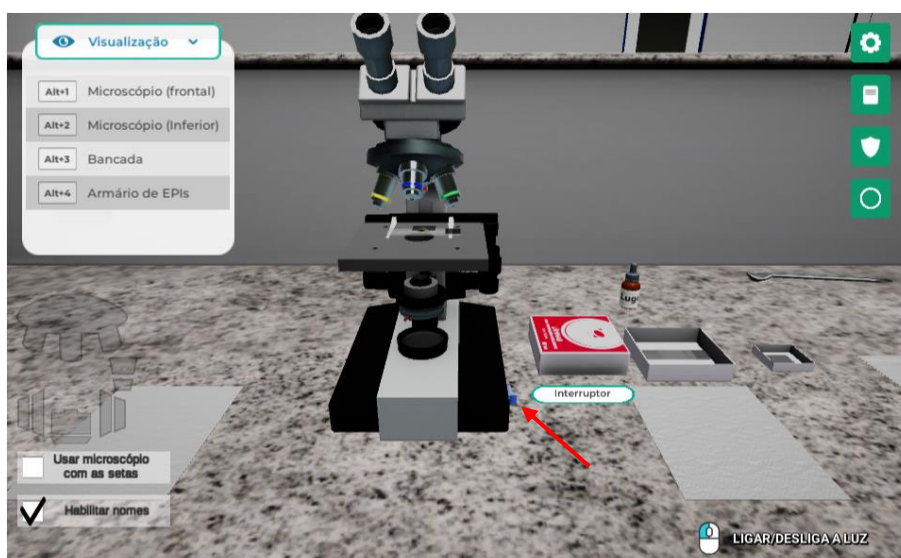 Visualização
Alt+1 Microscópio (frontal)
Alt+2 Microscópio (Inferior)
Alt+3 Bancada
Alt+4 Armário de EPIs
Lugo
Interruptor
Usar microscópio
com as setas
Habilitar nomes
LIGAR/DESLIGA A LUZ